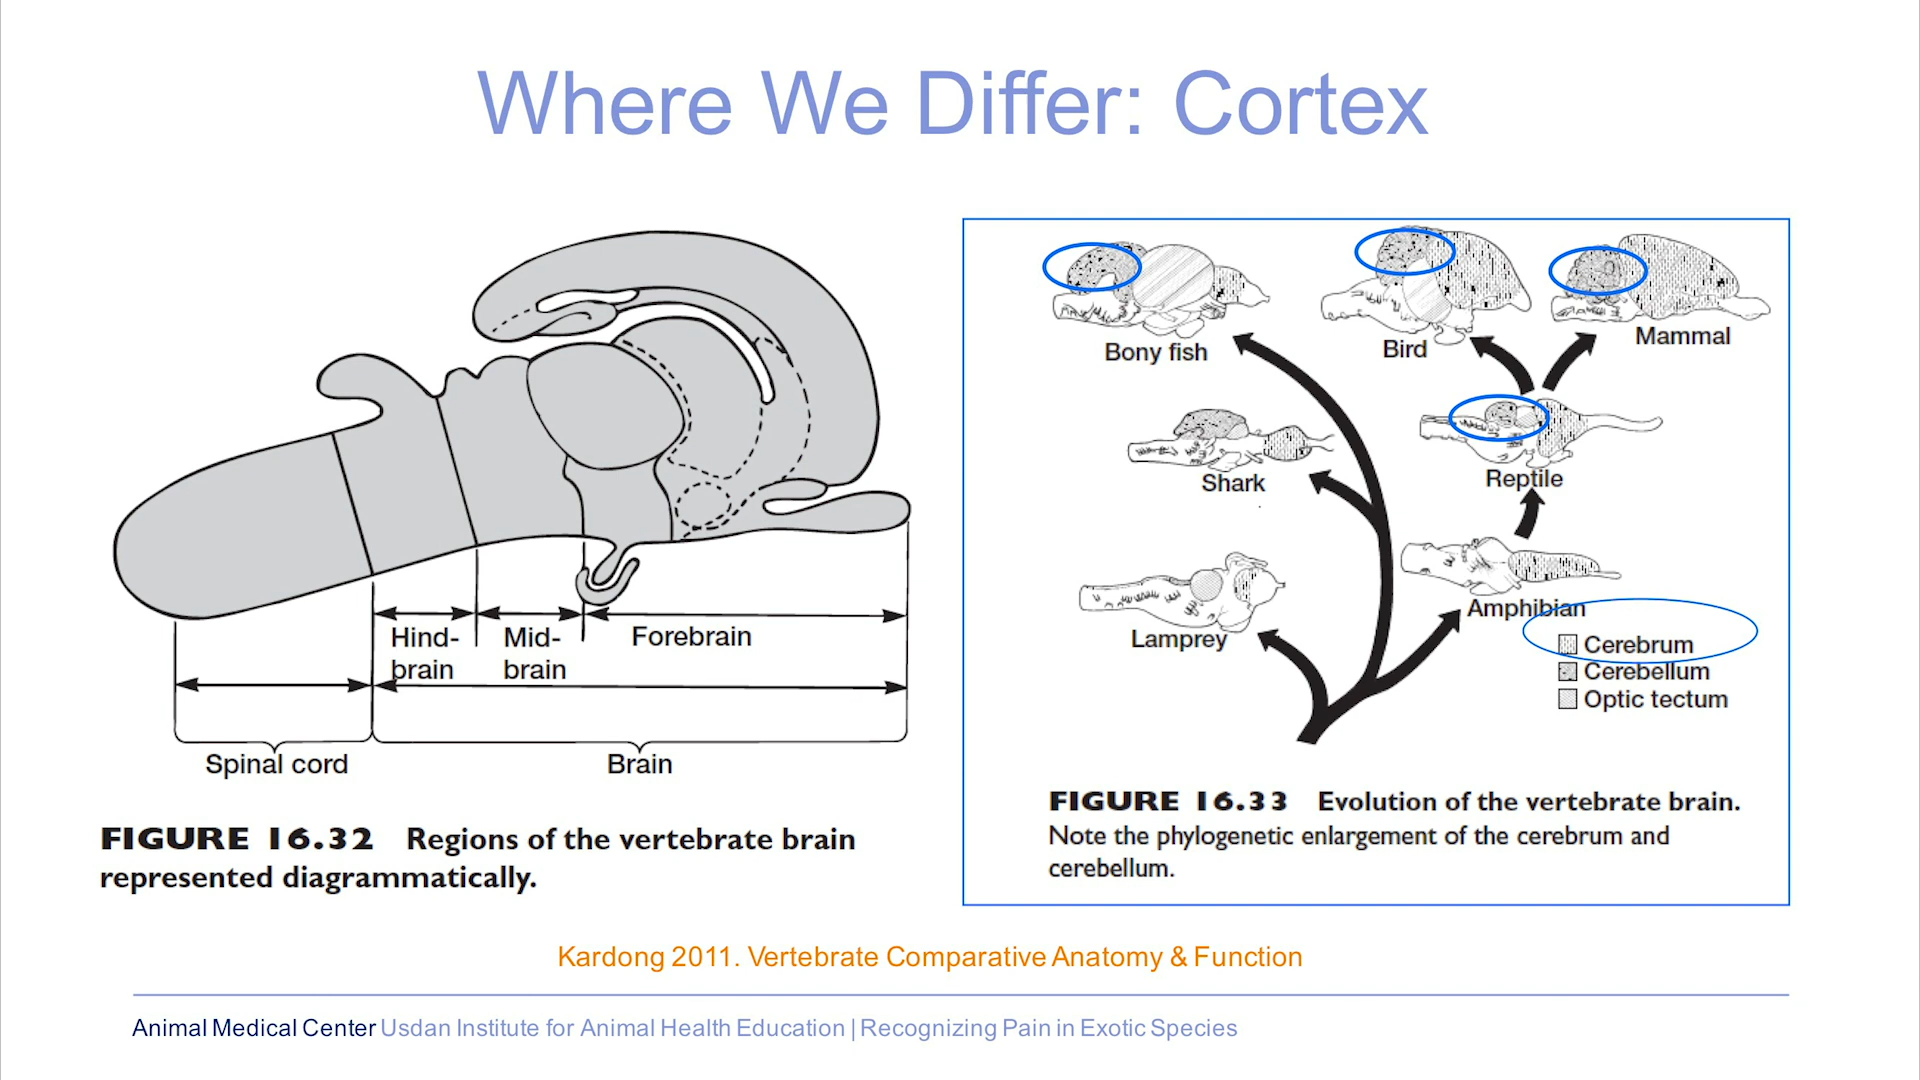 Where We Differ: Cortex
Hind-
brain
Mid-
brain
Forebrain
Spinal cord
Brain
FIGURE 16.32 Regions of the vertebrate brain
represented diagrammatically.
Bony fish
Bird
Mammal
Shark
Reptile
Lamprey
Amphibian
Cerebrum
Cerebellum
Optic tectum
FIGURE 16.33 Evolution of the vertebrate brain.
Note the phylogenetic enlargement of the cerebrum and
cerebellum.
Kardong 2011. Vertebrate Comparative Anatomy & Function
Animal Medical Center Usdan Institute for Animal Health Education | Recognizing Pain in Exotic Species